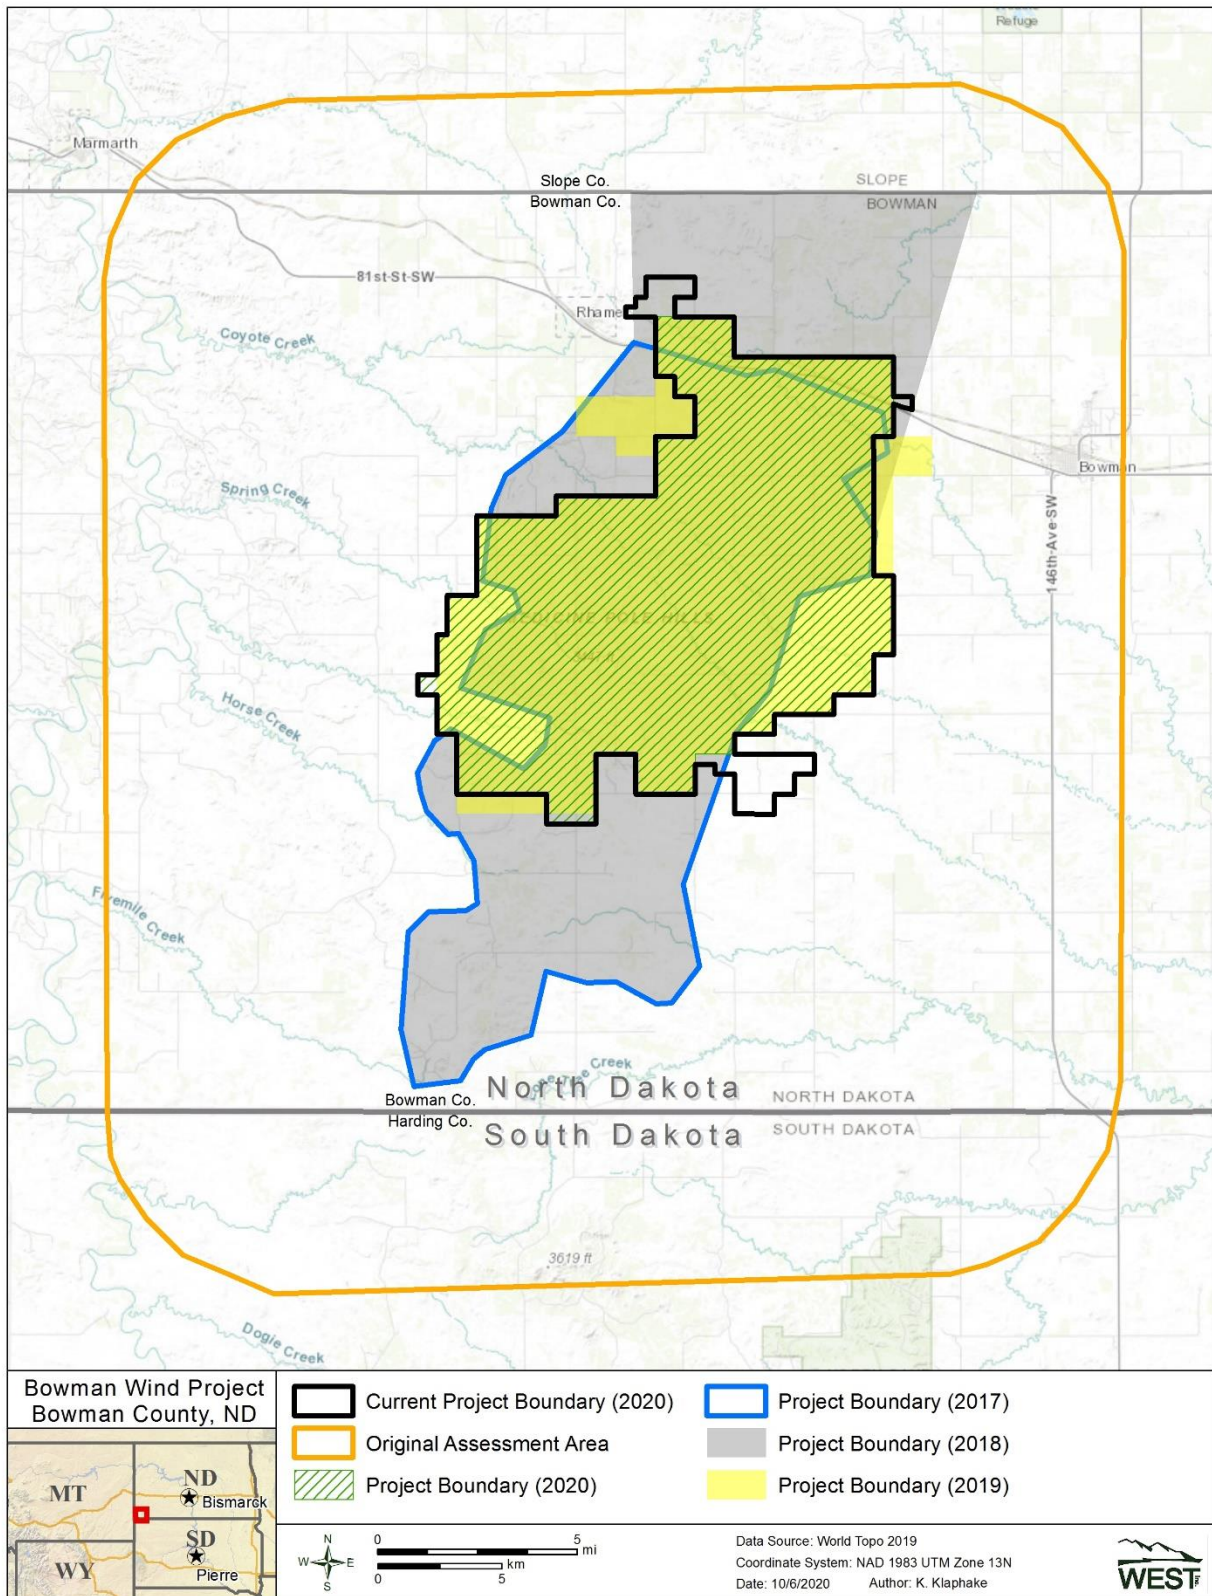 Refuge
Marmarth
Slope Co.
Bowman Co.
SLOPE
BOWMAN
81st-St-SW
Rhame
Coyote Creek
Bowman
Spring Creek
146th-Ave-SW
MEDICINE POLE HILLS
Horse Creek
Fivemile Creek
Creek
Bowman Co.
Harding Co.
North Dakota
South Dakota
NORTH DAKOTA
SOUTH DAKOTA
3619 ft
Dogie Creek
Bowman Wind Project
Bowman County, ND
MT
ND
Bismarck
SD
Pierre
WY
Current Project Boundary (2020)
Original Assessment Area
Project Boundary (2020)
Project Boundary (2017)
Project Boundary (2018)
Project Boundary (2019)
N
W
E
S
0
5
mi
km
0
5
Data Source: World Topo 2019
Coordinate System: NAD 1983 UTM Zone 13N
Date: 10/6/2020
Author: K. Klaphake
WEST